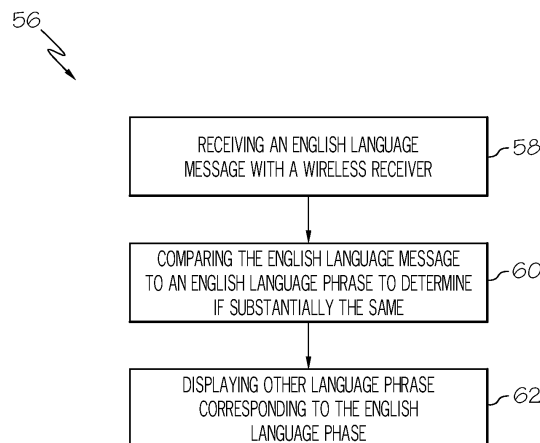 56
RECEIVING AN ENGLISH LANGUAGE
MESSAGE WITH A WIRELESS RECEIVER
58
COMPARING THE ENGLISH LANGUAGE MESSAGE
TO AN ENGLISH LANGUAGE PHRASE TO DETERMINE
IF SUBSTANTIALLY THE SAME
60
DISPLAYING OTHER LANGUAGE PHRASE
CORRESPONDING TO THE ENGLISH
LANGUAGE PHASE
62